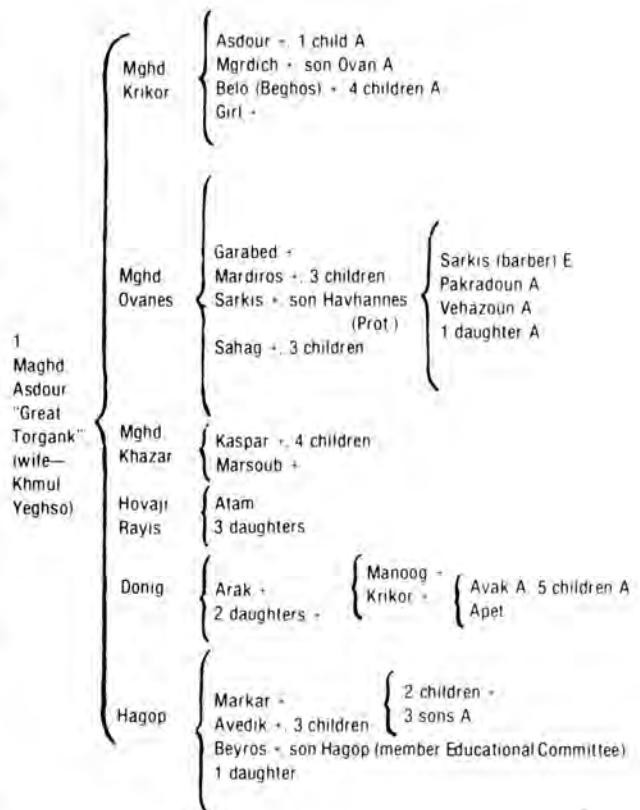 1
Maghd.
Asdour
"Great
Torgank"
(wife—
Khmul
Yeghso)
Mghd.
Krikor
Asdour +. 1 child A
Mgrdich + son Ovan A
Belo (Beghos) + 4 children A
Girl +
Mghd.
Ovanes
Garabed +
Mardiros +. 3 children
Sarkis +. son Havhannes
(Prot.)
Sahag +. 3 children
Sarkis (barber) E
Pakradoun A
Vehazoun A
1 daughter A
Mghd.
Khazar
Kaspar +. 4 children
Marsoub +
Hovaji
Rayis
Atam
3 daughters
Donig
Arak +
2 daughters +
Manoog +
Krikor +
Avak A. 5 children A
Apet
Hagop
Markar +
Avedik +. 3 children
Beyros +. son Hagop (member Educational Committee)
1 daughter
2 children +
3 sons A